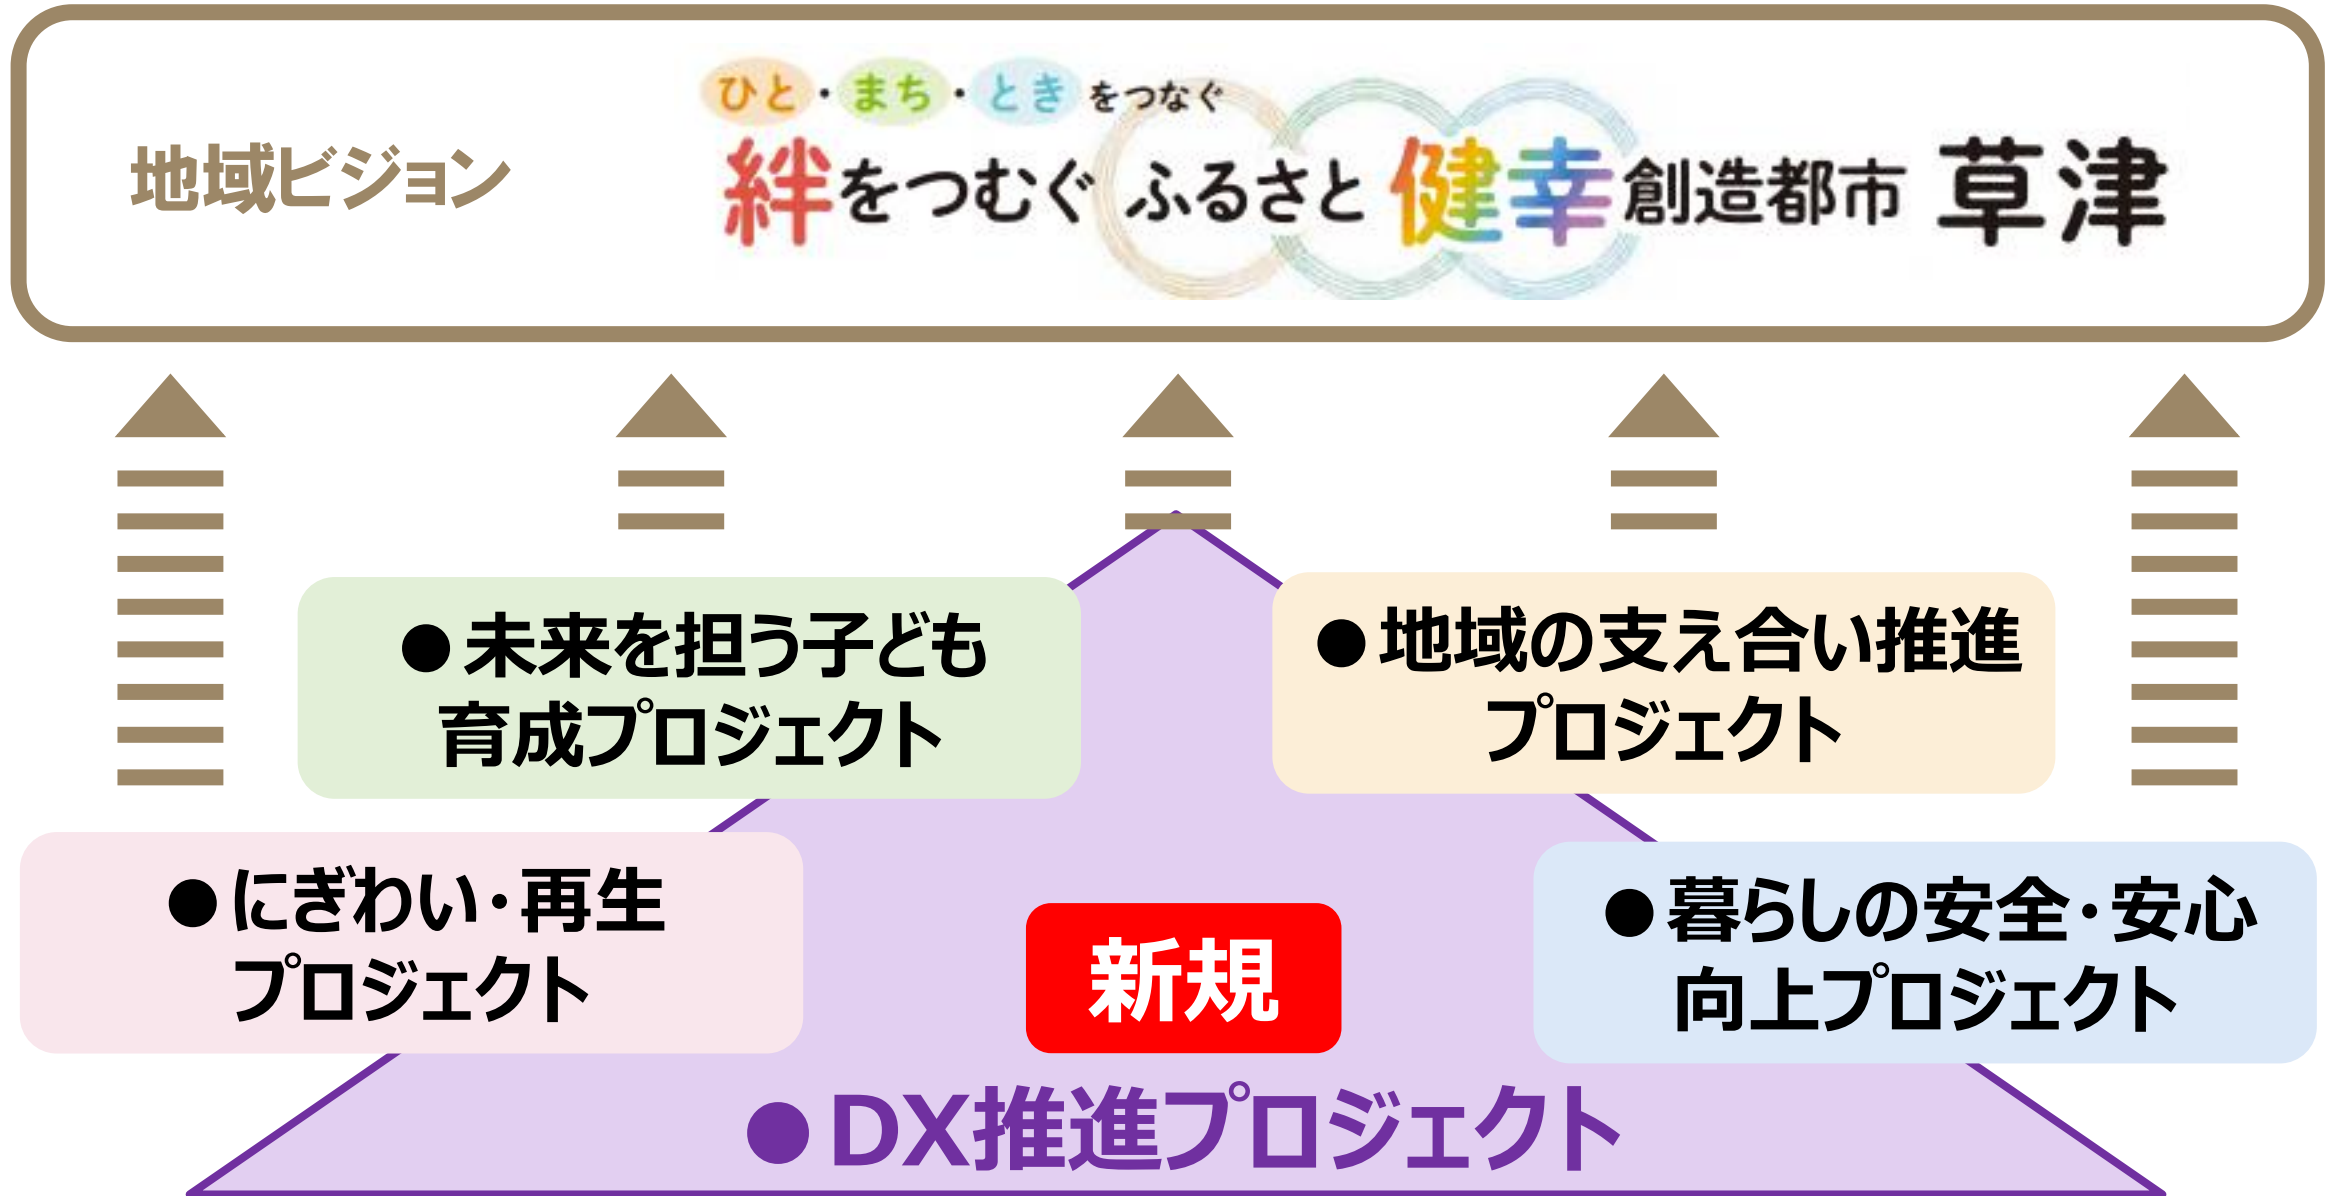 地域ビジョン
ひと・まち・ときをつなぐ
絆をつむぐ ふるさと 健幸創造都市 草津
●未来を担う子ども
育成プロジェクト
●地域の支え合い推進
プロジェクト
●にぎわい・再生
プロジェクト
新規
●暮らしの安全・安心
向上プロジェクト
●DX推進プロジェクト